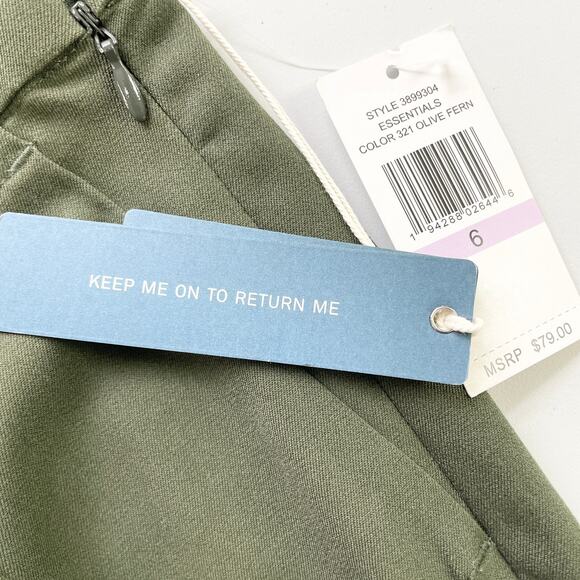 STYLE 3899304
ESSENTIALS
COLOR 321 OLIVE FERN
1 94288 02644 6
6
MSRP $79.00
KEEP ME ON TO RETURN ME